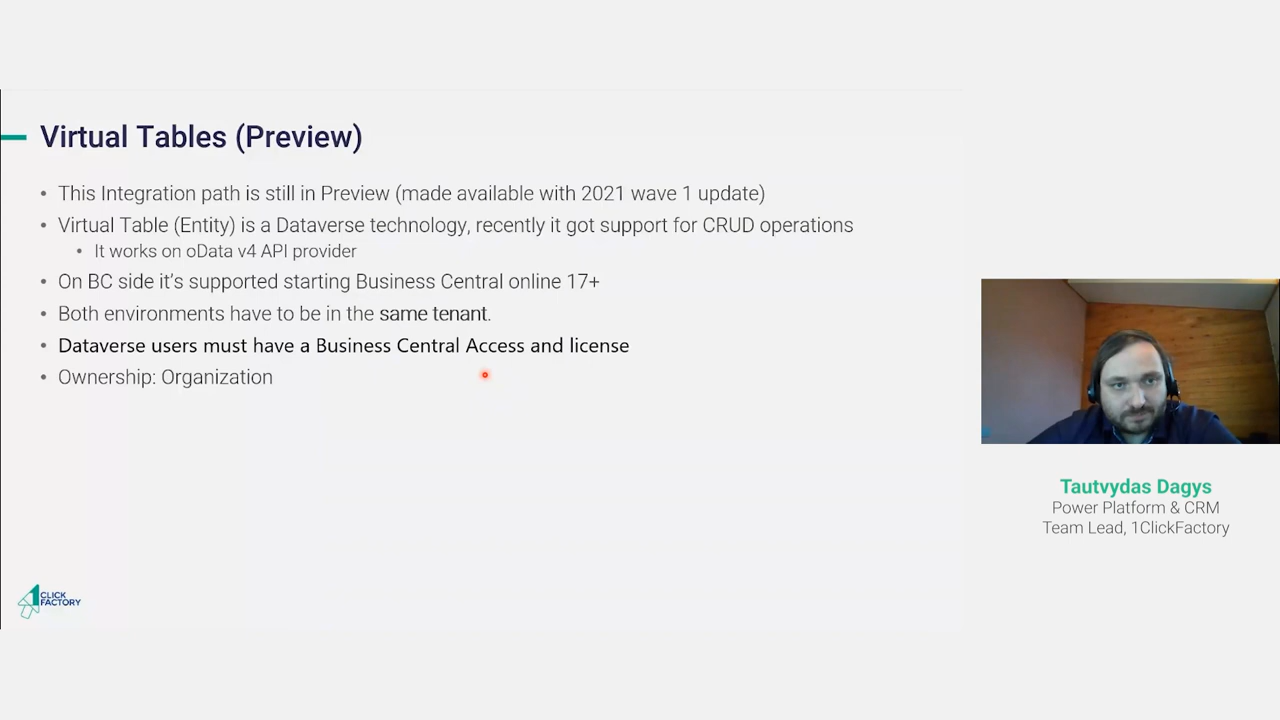 Virtual Tables (Preview)
• This Integration path is still in Preview (made available with 2021 wave 1 update)
• Virtual Table (Entity) is a Dataverse technology, recently it got support for CRUD operations
• It works on oData v4 API provider
• On BC side it's supported starting Business Central online 17+
• Both environments have to be in the same tenant.
• Dataverse users must have a Business Central Access and license
• Ownership: Organization
Tautvydas Dagys
Power Platform & CRM
Team Lead, 1ClickFactory
1 CLICK
FACTORY